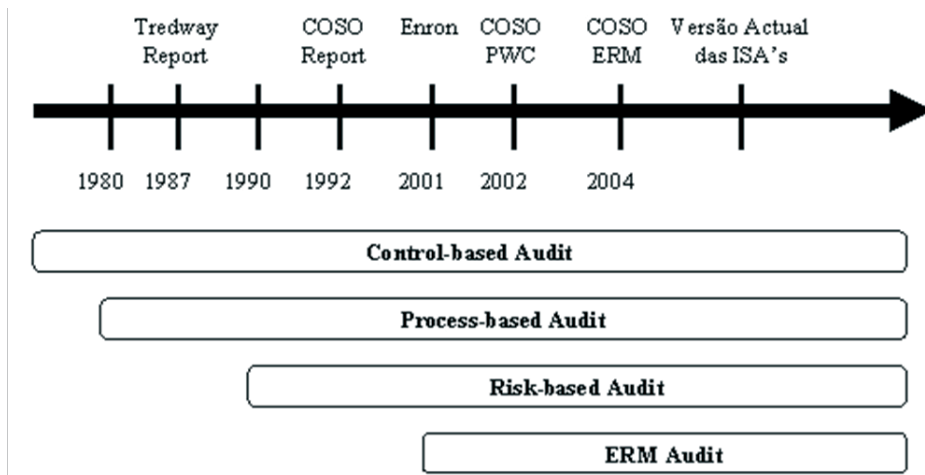 Tredway Report
COSO Report
Enron
COSO PWC
COSO ERM
Versão Actual das ISA's
1980 1987 1990 1992 2001 2002 2004
Control-based Audit
Process-based Audit
Risk-based Audit
ERM Audit